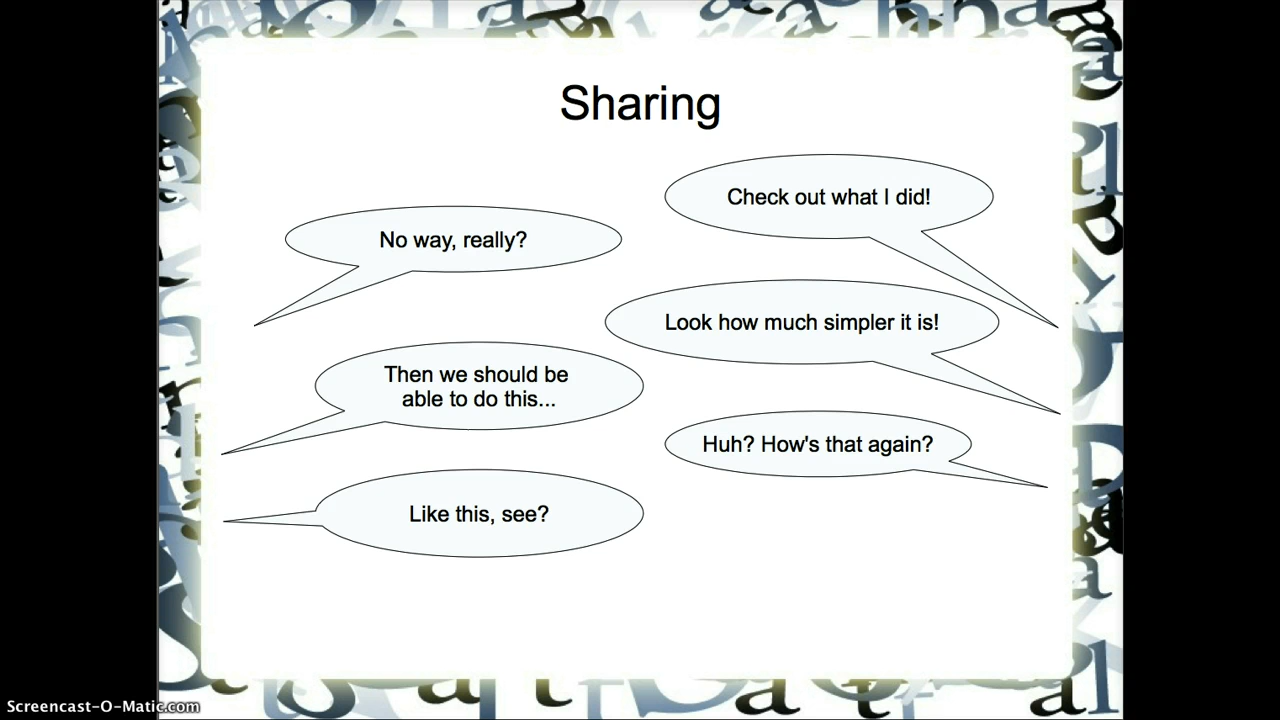 Sharing
Check out what I did!
No way, really?
Look how much simpler it is!
Then we should be
able to do this...
Huh? How's that again?
Like this, see?
Screencast-O-Matic.com